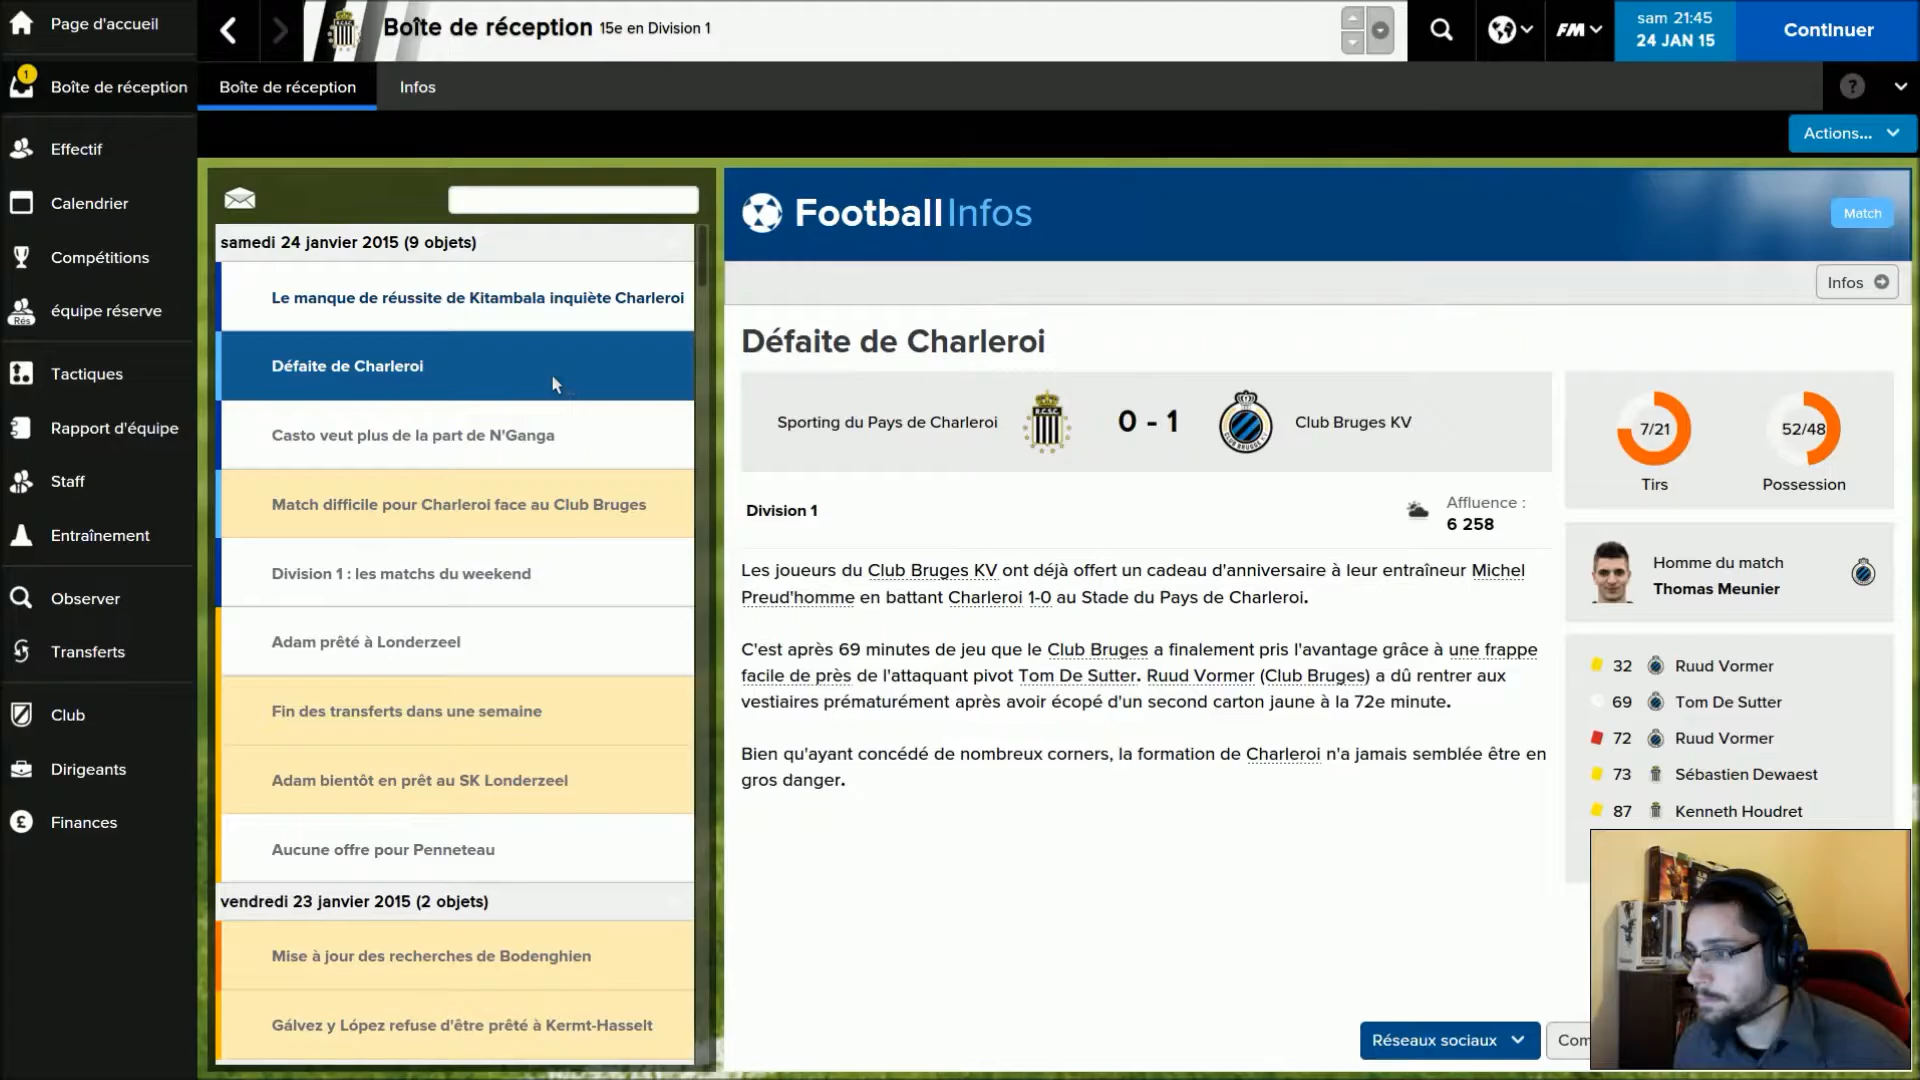 Page d'accueil
Boîte de réception 15e en Division 1
FM
sam 21:45
24 JAN 15
Continuer
1
Boîte de réception
Boîte de réception
Infos
?
Actions...
Effectif
Calendrier
Compétitions
Rés
équipe réserve
Tactiques
Rapport d'équipe
Staff
Entraînement
Observer
Transferts
Club
Dirigeants
£
Finances
samedi 24 janvier 2015 (9 objets)
Le manque de réussite de Kitambala inquiète Charleroi
Défaite de Charleroi
Casto veut plus de la part de N'Ganga
Match difficile pour Charleroi face au Club Bruges
Division 1 : les matchs du weekend
Adam prêté à Londerzeel
Fin des transferts dans une semaine
Adam bientôt en prêt au SK Londerzeel
Aucune offre pour Penneteau
vendredi 23 janvier 2015 (2 objets)
Mise à jour des recherches de Bodenghien
Gálvez y López refuse d'être prêté à Kermt-Hasselt
FootballInfos
Match
Infos
Défaite de Charleroi
Sporting du Pays de Charleroi
0 - 1
Club Bruges KV
7/21
Tirs
52/48
Possession
Division 1
Affluence :
6 258
Homme du match
Thomas Meunier
Les joueurs du Club Bruges KV ont déjà offert un cadeau d'anniversaire à leur entraîneur Michel
Preud'homme en battant Charleroi 1-0 au Stade du Pays de Charleroi.
C'est après 69 minutes de jeu que le Club Bruges a finalement pris l'avantage grâce à une frappe
facile de près de l'attaquant pivot Tom De Sutter. Ruud Vormer (Club Bruges) a dû rentrer aux
vestiaires prématurément après avoir écopé d'un second carton jaune à la 72e minute.
Bien qu'ayant concédé de nombreux corners, la formation de Charleroi n'a jamais semblée être en
gros danger.
32 Ruud Vormer
69 Tom De Sutter
72 Ruud Vormer
73 Sébastien Dewaest
87 Kenneth Houdret
Réseaux sociaux
Com